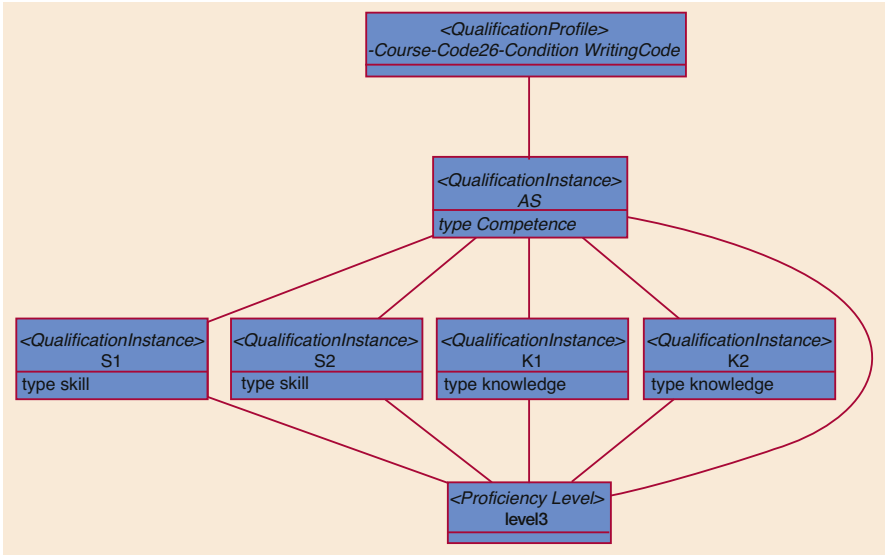 <QualificationProfile>
-Course-Code26-Condition WritingCode
<QualificationInstance>
AS
type Competence
<QualificationInstance>
S1
type skill
<QualificationInstance>
S2
type skill
<QualificationInstance>
K1
type knowledge
<QualificationInstance>
K2
type knowledge
<Proficiency Level>
level3